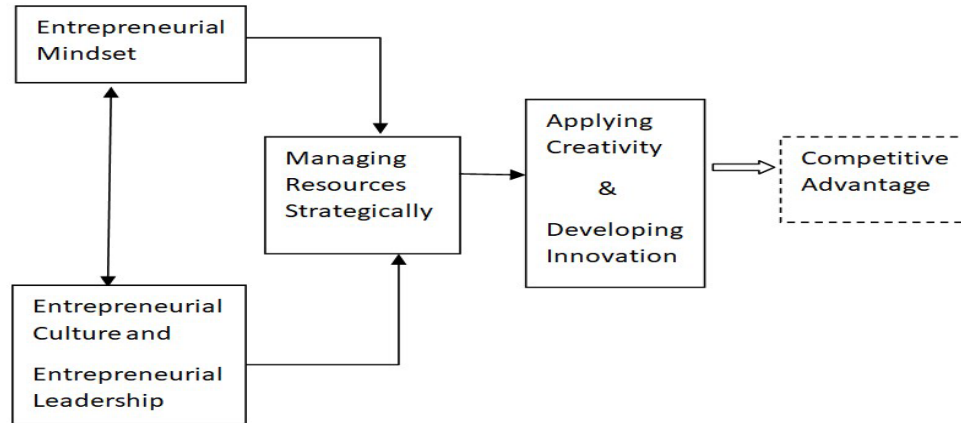 Entrepreneurial
Mindset
Managing
Resources
Strategically
Applying
Creativity
&
Developing
Innovation
Competitive
Advantage
Entrepreneurial
Culture and
Entrepreneurial
Leadership